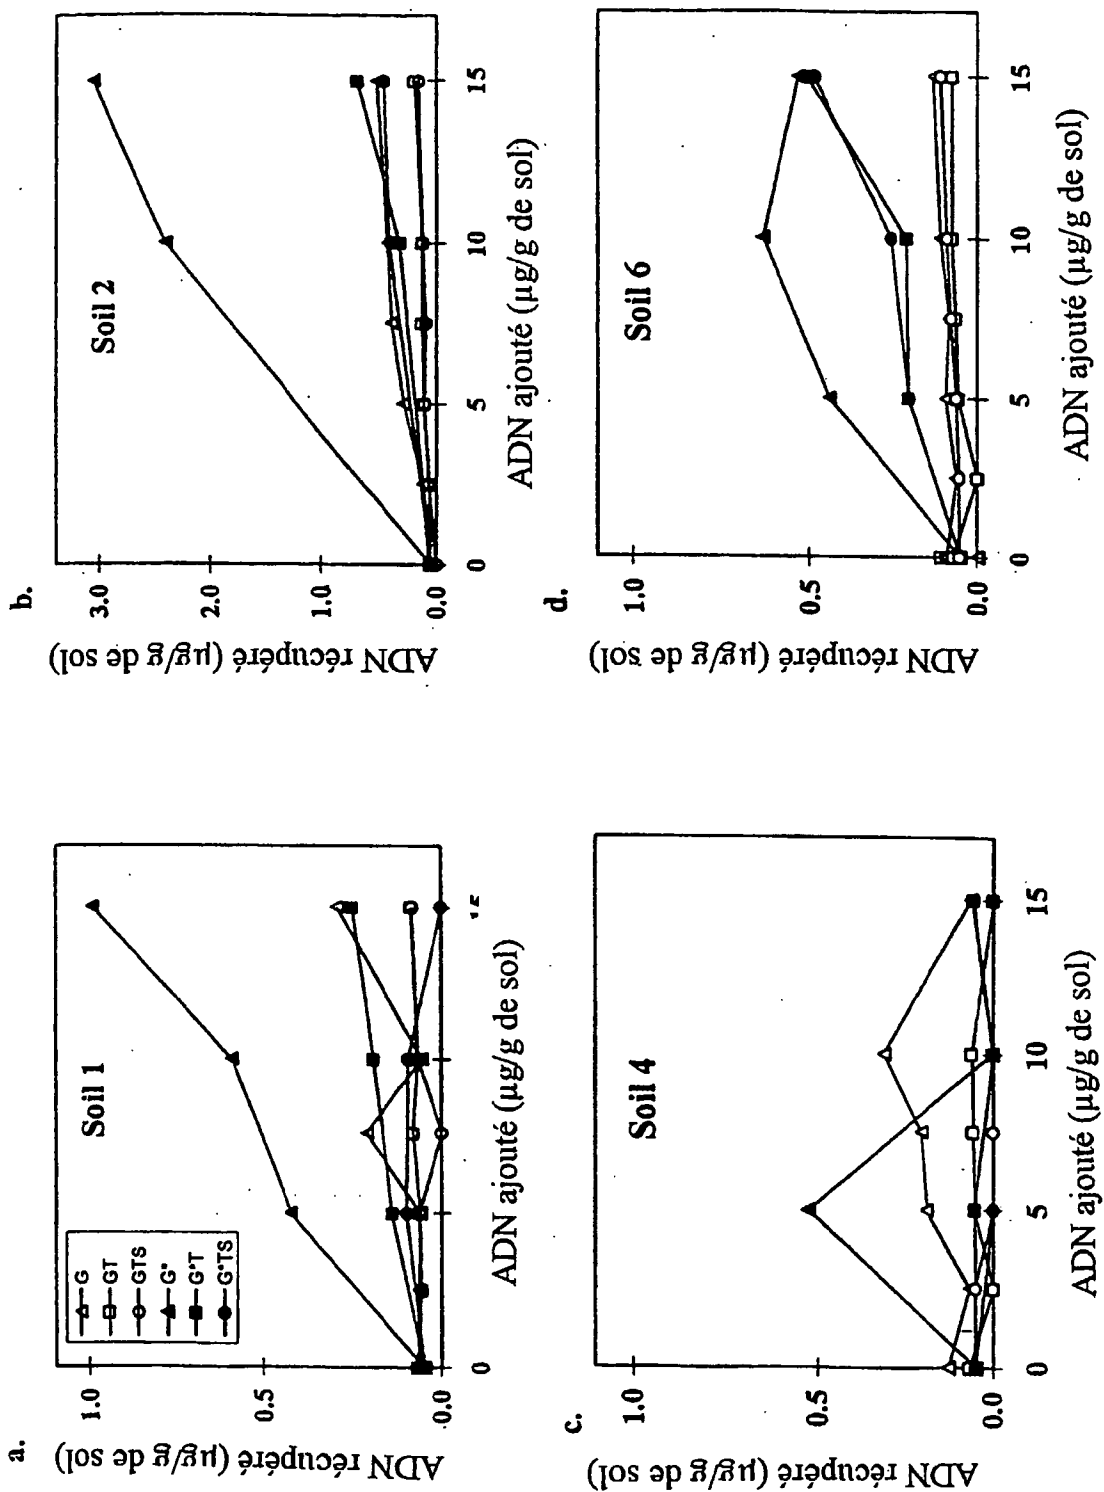 a.
Soil 1
G
GT
GTS
G*
G*T
G*TS
1.0
0.5
0.0
0
5
10
ADN récupéré (µg/g de sol)
ADN ajouté (µg/g de sol)
b.
Soil 2
3.0
2.0
1.0
0.0
0
5
10
15
ADN récupéré (µg/g de sol)
ADN ajouté (µg/g de sol)
c.
Soil 4
1.0
0.5
0.0
0
5
10
15
ADN récupéré (µg/g de sol)
ADN ajouté (µg/g de sol)
d.
Soil 6
1.0
0.5
0.0
0
5
10
15
ADN récupéré (µg/g de sol)
ADN ajouté (µg/g de sol)